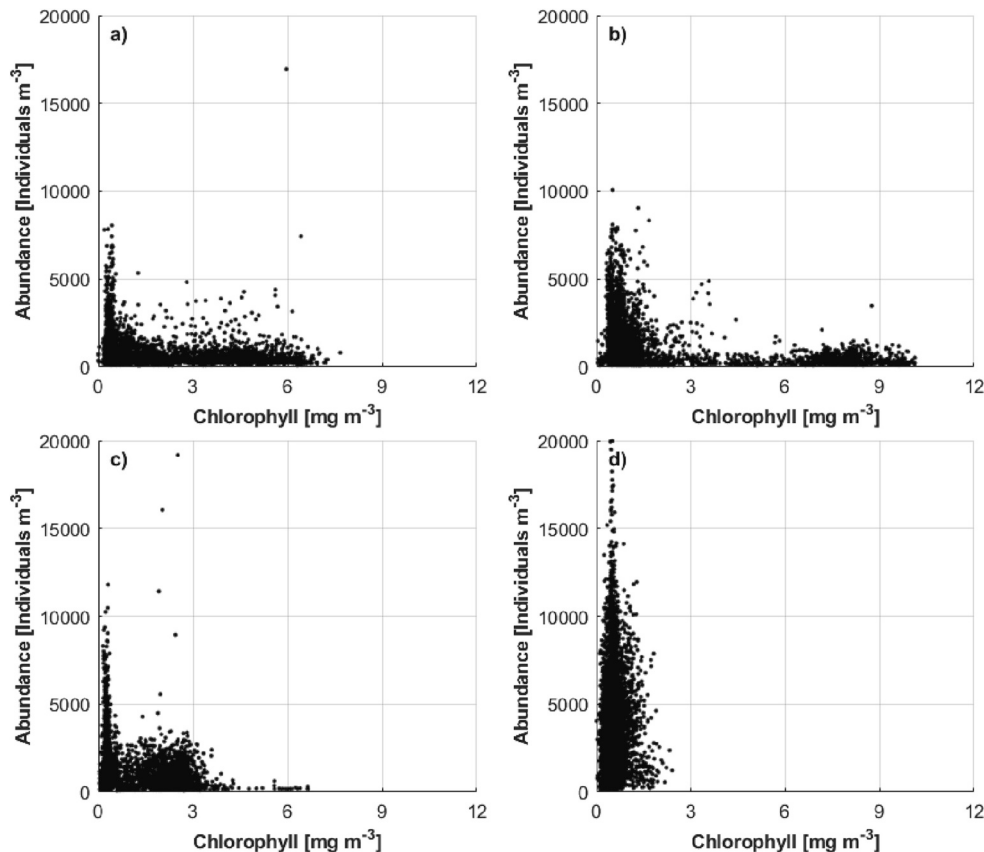 a)
Abundance [Individuals m⁻³]
20000
15000
10000
5000
0
0 3 6 9 12
Chlorophyll [mg m⁻³]
b)
Abundance [Individuals m⁻³]
20000
15000
10000
5000
0
0 3 6 9 12
Chlorophyll [mg m⁻³]
c)
Abundance [Individuals m⁻³]
20000
15000
10000
5000
0
0 3 6 9 12
Chlorophyll [mg m⁻³]
d)
Abundance [Individuals m⁻³]
20000
15000
10000
5000
0
0 3 6 9 12
Chlorophyll [mg m⁻³]